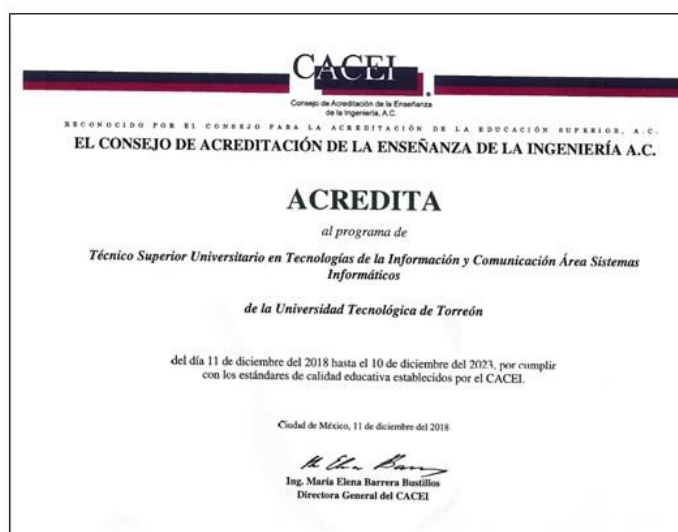 CACEI
Consejo de Acreditación de la Enseñanza
de la Ingeniería, A.C.
RECONOCIDO POR EL CONSEJO PARA LA ACREDITACIÓN DE LA EDUCACIÓN SUPERIOR, A.C.
EL CONSEJO DE ACREDITACIÓN DE LA ENSEÑANZA DE LA INGENIERÍA A.C.
ACREDITA
al programa de
Técnico Superior Universitario en Tecnologías de la Información y Comunicación Área Sistemas
Informáticos
de la Universidad Tecnológica de Torreón
del día 11 de diciembre del 2018 hasta el 10 de diciembre del 2023, por cumplir
con los estándares de calidad educativa establecidos por el CACEI.
Ciudad de México, 11 de diciembre del 2018
Ing. María Elena Barrera Bustillos
Directora General del CACEI